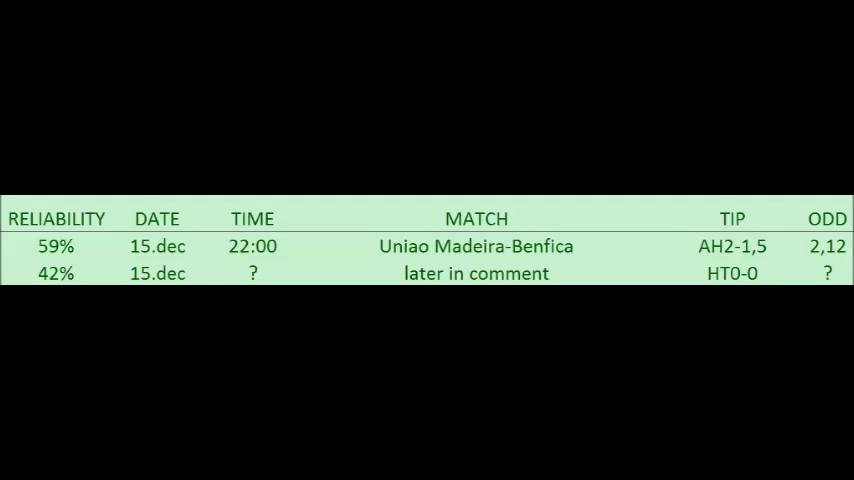 RELIABILITY DATE TIME MATCH TIP ODD
59% 15.dec 22:00 Uniao Madeira-Benfica AH2-1,5 2,12
42% 15.dec ? later in comment HT0-0 ?